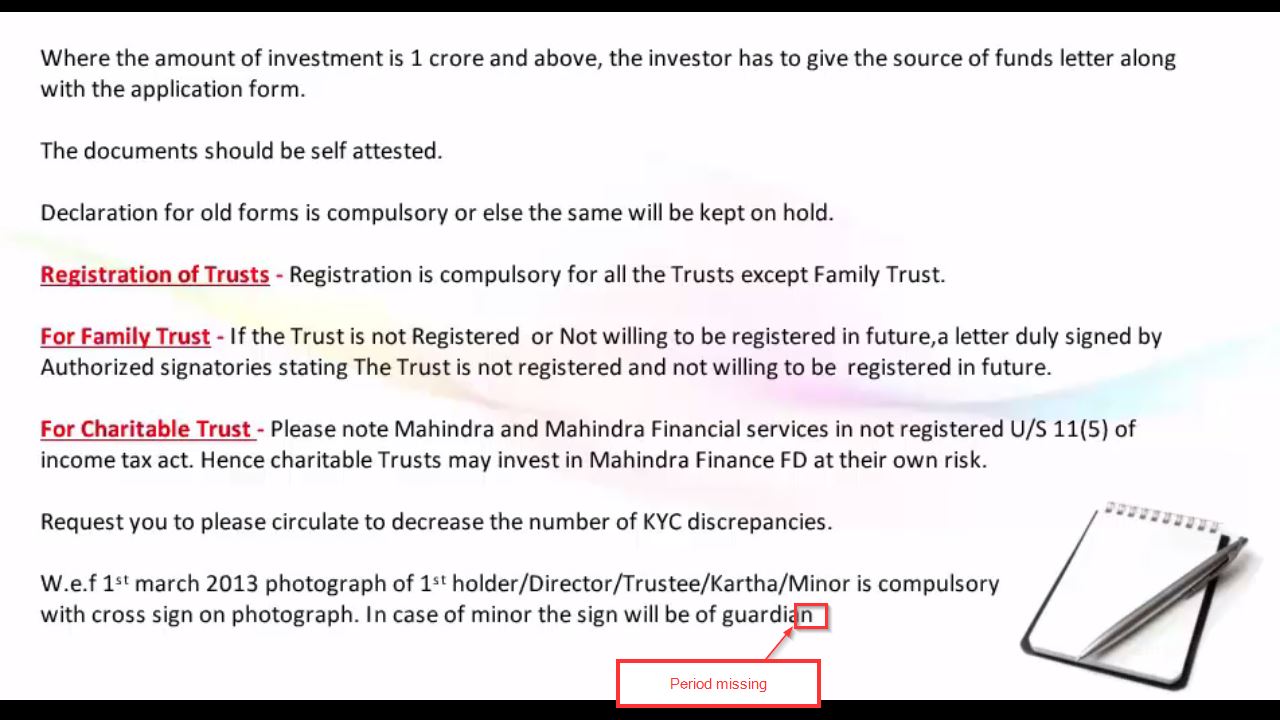 Where the amount of investment is 1 crore and above, the investor has to give the source of funds letter along
with the application form.
The documents should be self attested.
Declaration for old forms is compulsory or else the same will be kept on hold.
Registration of Trusts - Registration is compulsory for all the Trusts except Family Trust.
For Family Trust - If the Trust is not Registered  or Not willing to be registered in future,a letter duly signed by
Authorized signatories stating The Trust is not registered and not willing to be  registered in future.
For Charitable Trust - Please note Mahindra and Mahindra Financial services in not registered U/S 11(5) of
income tax act. Hence charitable Trusts may invest in Mahindra Finance FD at their own risk.
Request you to please circulate to decrease the number of KYC discrepancies.
W.e.f 1st march 2013 photograph of 1st holder/Director/Trustee/Kartha/Minor is compulsory
with cross sign on photograph. In case of minor the sign will be of guardian
Period missing